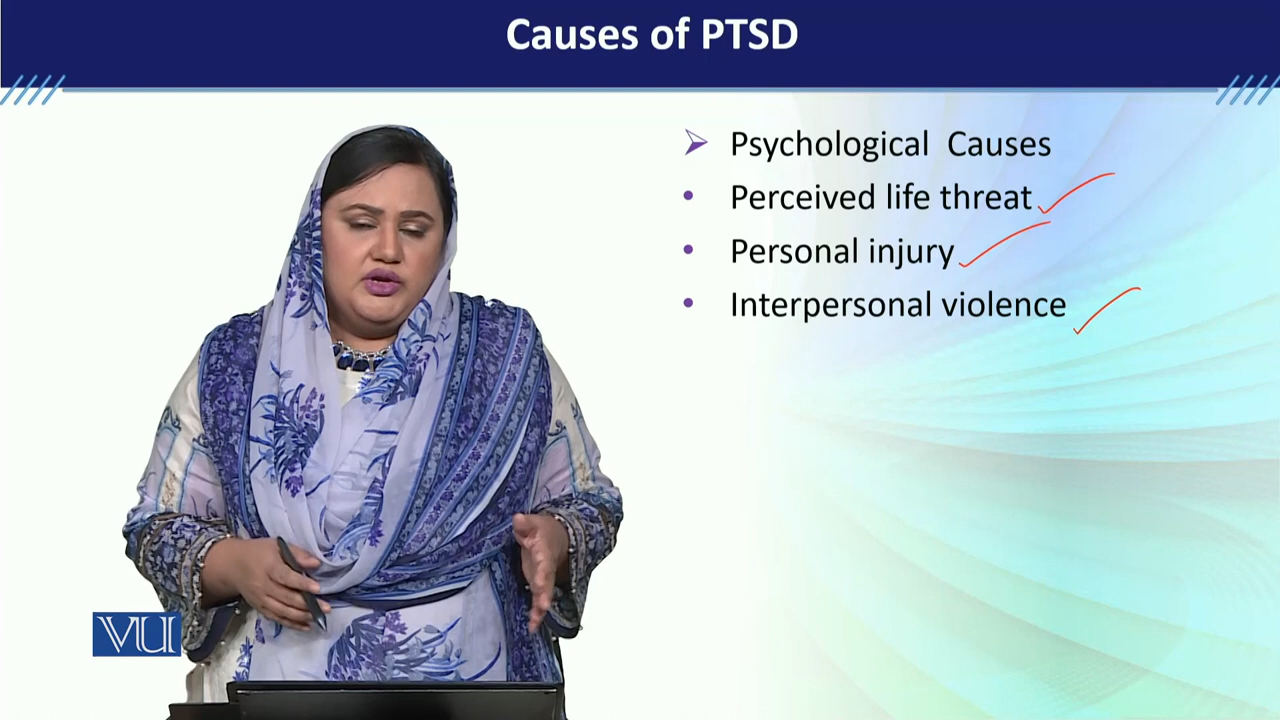 Causes of PTSD
Psychological Causes
Perceived life threat
Personal injury
Interpersonal violence
VU